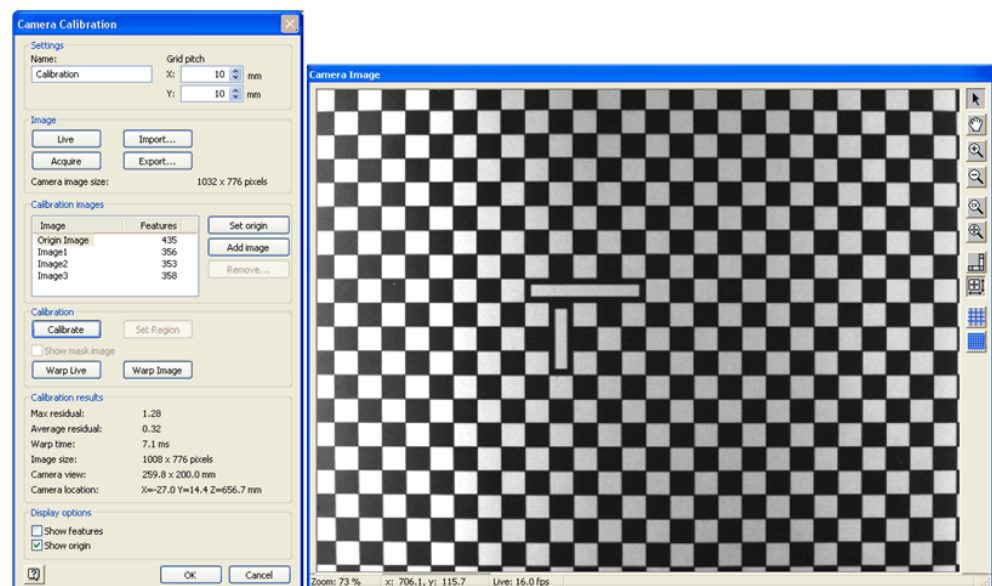 Camera Calibration
Settings
Name:
Grid pitch
Calibration
X: 10 mm
Y: 10 mm
Image
Live
Import...
Acquire
Export...
Camera image size: 1032 x 776 pixels
Calibration images
Image Features
Origin Image 435
Image1 356
Image2 353
Image3 358
Set origin
Add image
Remove...
Calibration
Calibrate
Set Region
Show mask image
Warp Live
Warp Image
Calibration results
Max residual: 1.28
Average residual: 0.32
Warp time: 7.1 ms
Image size: 1008 x 776 pixels
Camera view: 259.8 x 200.0 mm
Camera location: X=-27.0 Y=14.4 Z=656.7 mm
Display options
Show features
Show origin
OK
Cancel
Camera Image
Zoom: 73 % x: 706.1, y: 115.7 Live: 16.0 fps